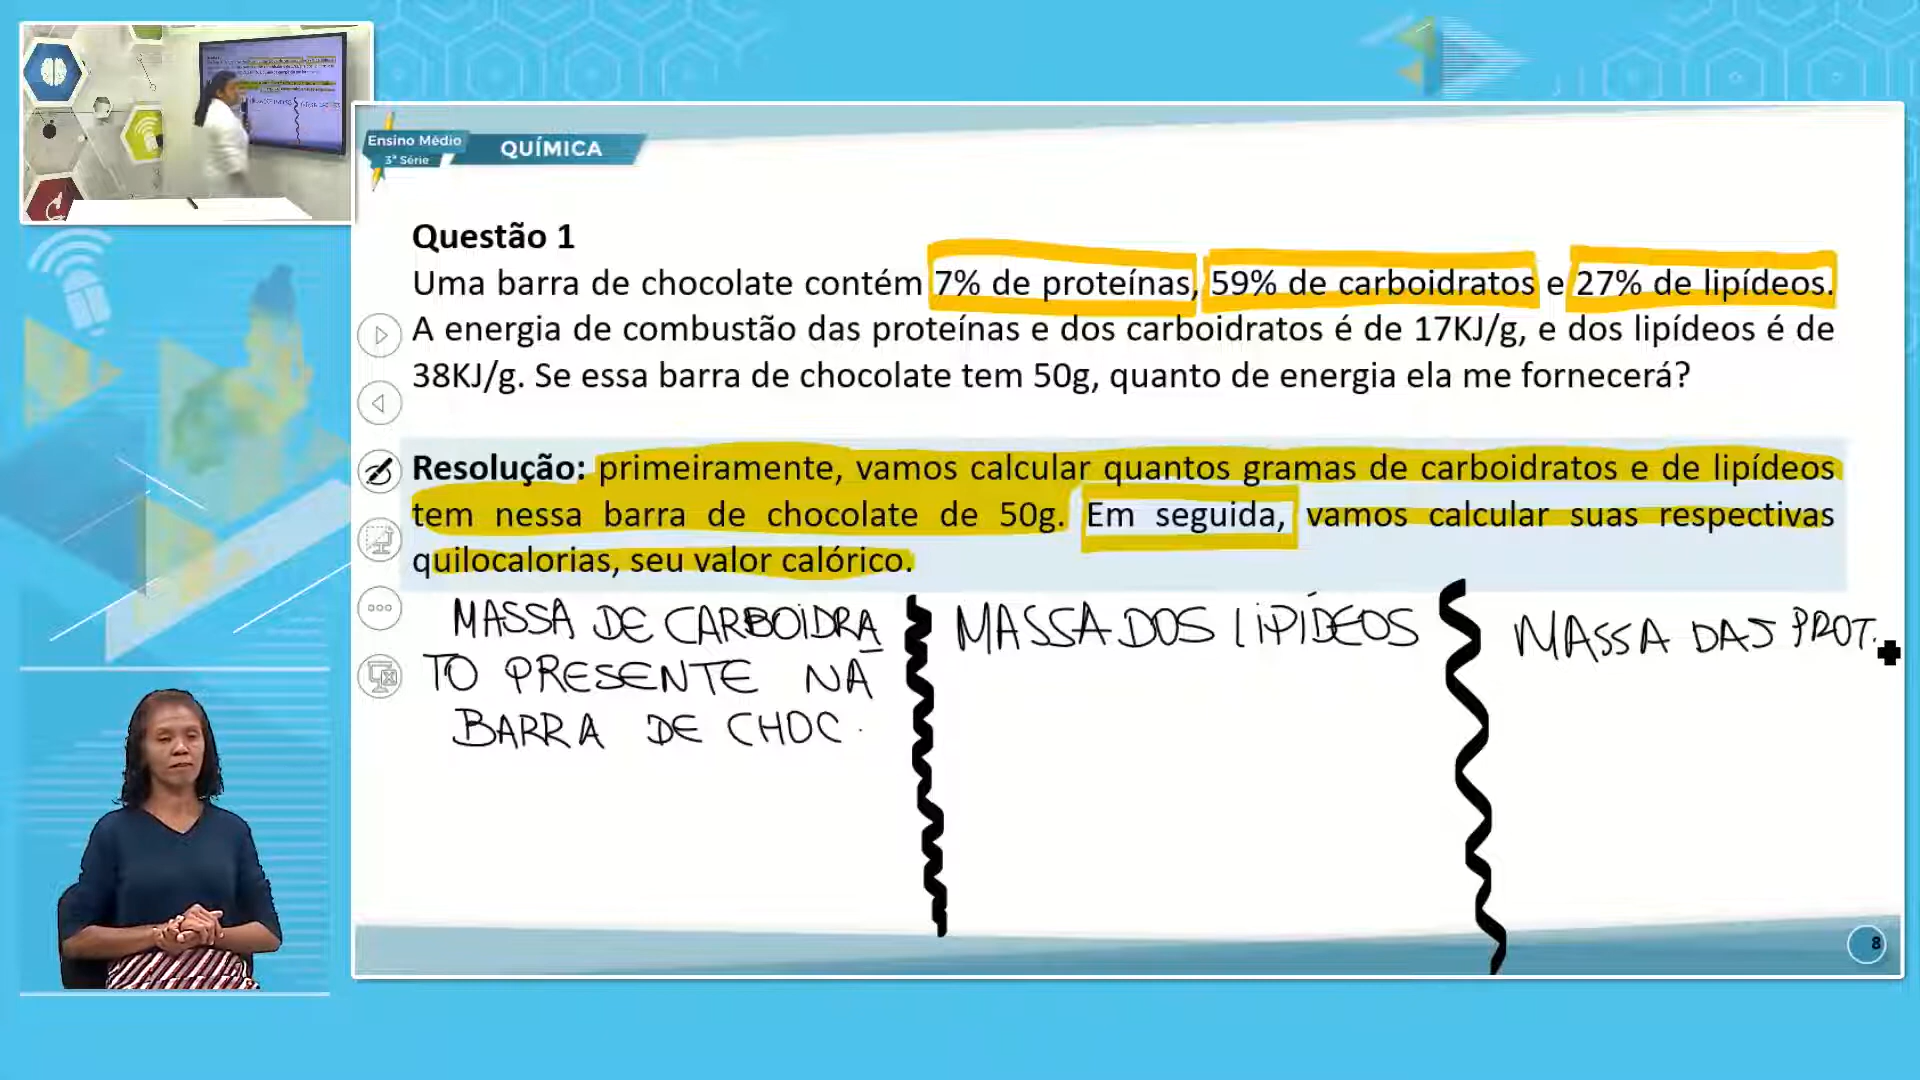 Ensino Médio
3ª Série
QUÍMICA
Questão 1
Uma barra de chocolate contém 7% de proteínas, 59% de carboidratos e 27% de lipídeos.
A energia de combustão das proteínas e dos carboidratos é de 17KJ/g, e dos lipídeos é de
38KJ/g. Se essa barra de chocolate tem 50g, quanto de energia ela me fornecerá?
Resolução: primeiramente, vamos calcular quantos gramas de carboidratos e de lipídeos
tem nessa barra de chocolate de 50g. Em seguida, vamos calcular suas respectivas
quilocalorias, seu valor calórico.
MASSA DE CARBOIDRA
TO PRESENTE NA
BARRA DE CHOC.
MASSA DOS LIPÍDEOS
MASSA DAS PROT.
8